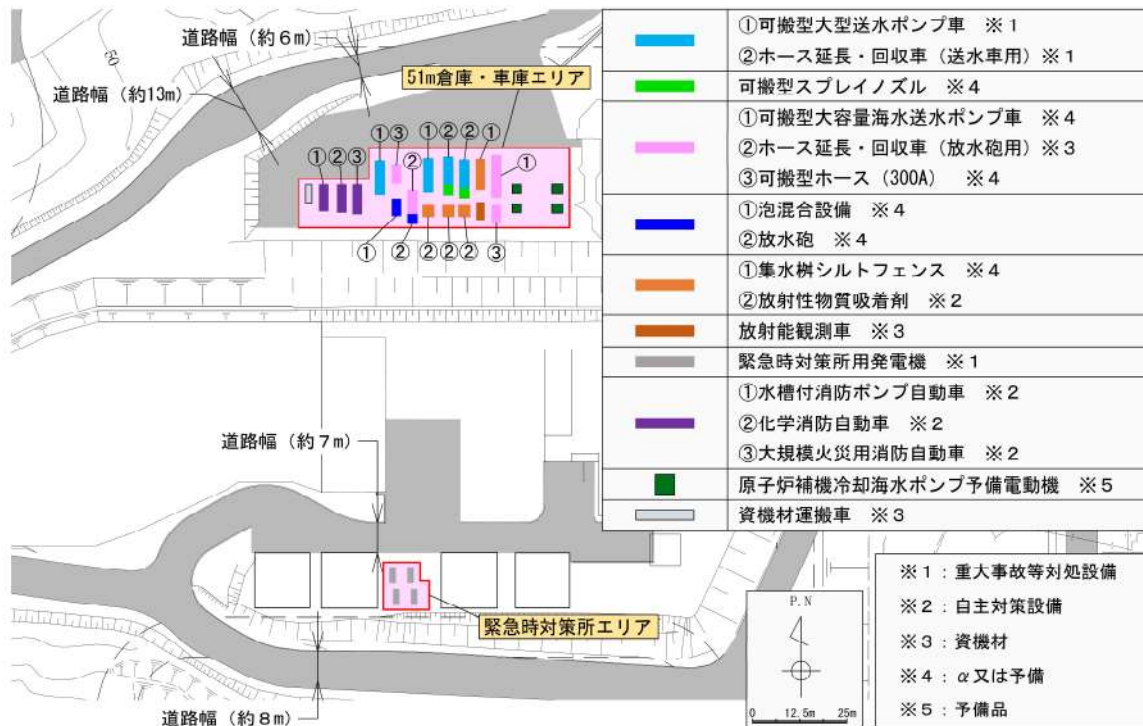 道路幅（約６ｍ）
51m倉庫・車庫エリア
道路幅（約13m）
50
①③①②②①
②
①
①②③
①②②②②③
道路幅（約７ｍ）
緊急時対策所エリア
道路幅（約８ｍ）
①可搬型大型送水ポンプ車　※１
②ホース延長・回収車（送水車用）※１
可搬型スプレイノズル　※４
①可搬型大容量海水送水ポンプ車　※４
②ホース延長・回収車（放水砲用）※３
③可搬型ホース（300A）　※４
①泡混合設備　※４
②放水砲　※４
①集水桝シルトフェンス　※４
②放射性物質吸着剤　※２
放射能観測車　※３
緊急時対策所用発電機　※１
①水槽付消防ポンプ自動車　※２
②化学消防自動車　※２
③大規模火災用消防自動車　※２
原子炉補機冷却海水ポンプ予備電動機　※５
資機材運搬車　※３
※１：重大事故等対処設備
※２：自主対策設備
※３：資機材
※４：α又は予備
※５：予備品
P.N
0　12.5m　25m